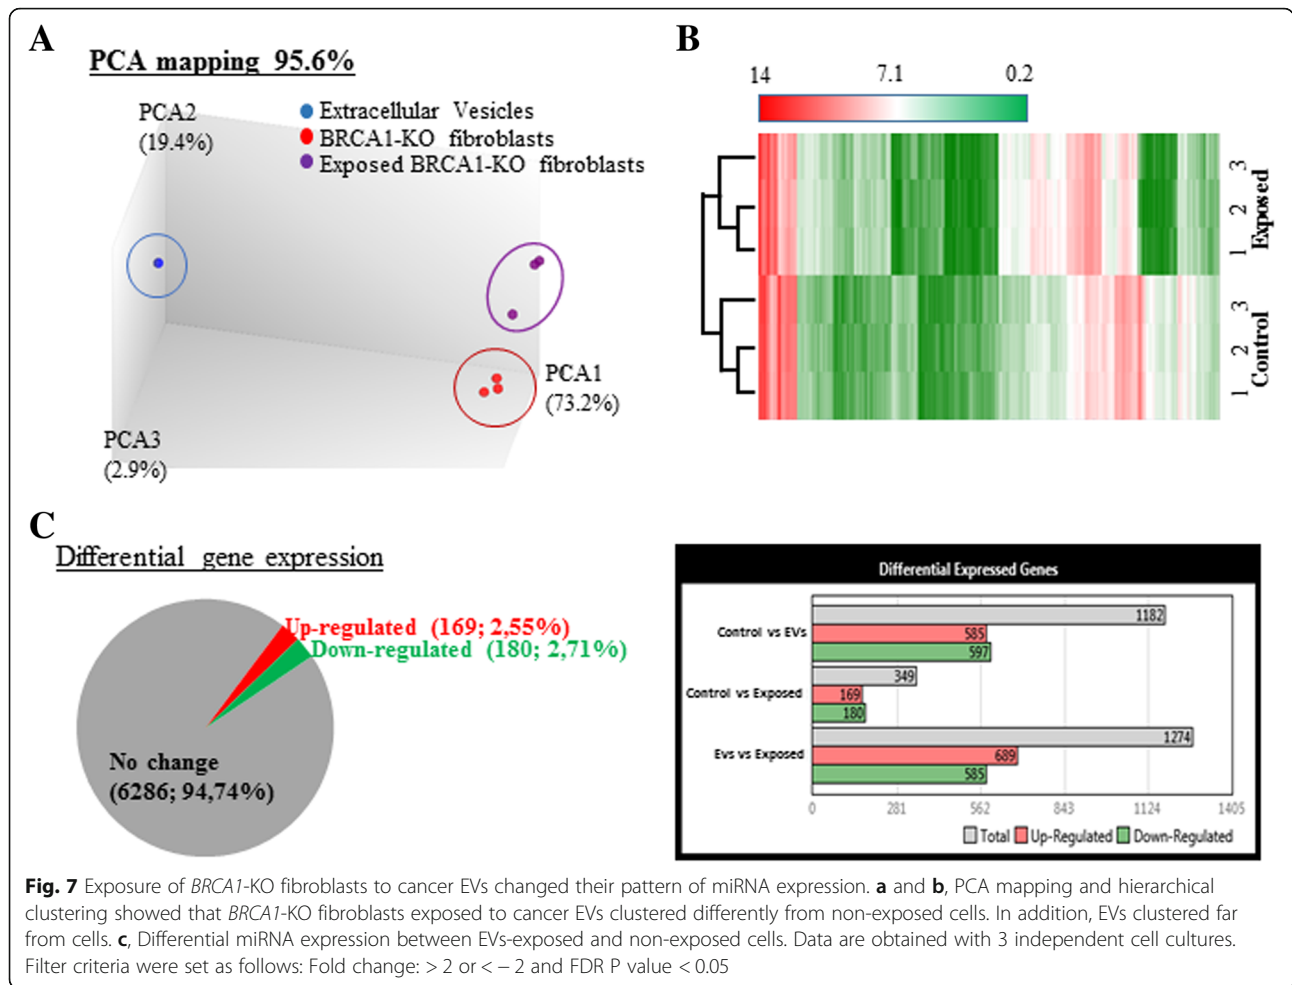 A
PCA mapping 95.6%
PCA2
(19.4%)
Extracellular Vesicles
BRCA1-KO fibroblasts
Exposed BRCA1-KO fibroblasts
PCA1
(73.2%)
PCA3
(2.9%)
B
14 7.1 0.2
3
2
1
Exposed
3
2
1
Control
C
Differential gene expression
Up-regulated (169; 2,55%)
Down-regulated (180; 2,71%)
No change
(6286; 94,74%)
Differential Expressed Genes
Control vs EVs
1182
585
597
Control vs Exposed
349
169
180
Evs vs Exposed
1274
689
585
0 281 562 843 1124 1405
Total Up-Regulated Down-Regulated
Fig. 7 Exposure of BRCA1-KO fibroblasts to cancer EVs changed their pattern of miRNA expression. a and b, PCA mapping and hierarchical
clustering showed that BRCA1-KO fibroblasts exposed to cancer EVs clustered differently from non-exposed cells. In addition, EVs clustered far
from cells. c, Differential miRNA expression between EVs-exposed and non-exposed cells. Data are obtained with 3 independent cell cultures.
Filter criteria were set as follows: Fold change: > 2 or < − 2 and FDR P value < 0.05